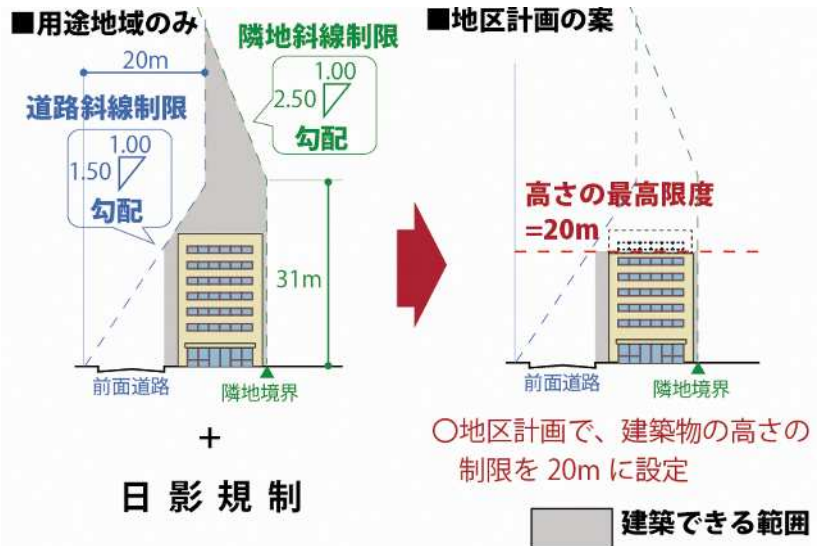 ■用途地域のみ
20m
道路斜線制限
1.00
1.50
勾配
隣地斜線制限
1.00
2.50
勾配
31m
前面道路
隣地境界
+
日影規制
■地区計画の案
高さの最高限度
=20m
前面道路
隣地境界
〇地区計画で、建築物の高さの
制限を 20m に設定
建築できる範囲